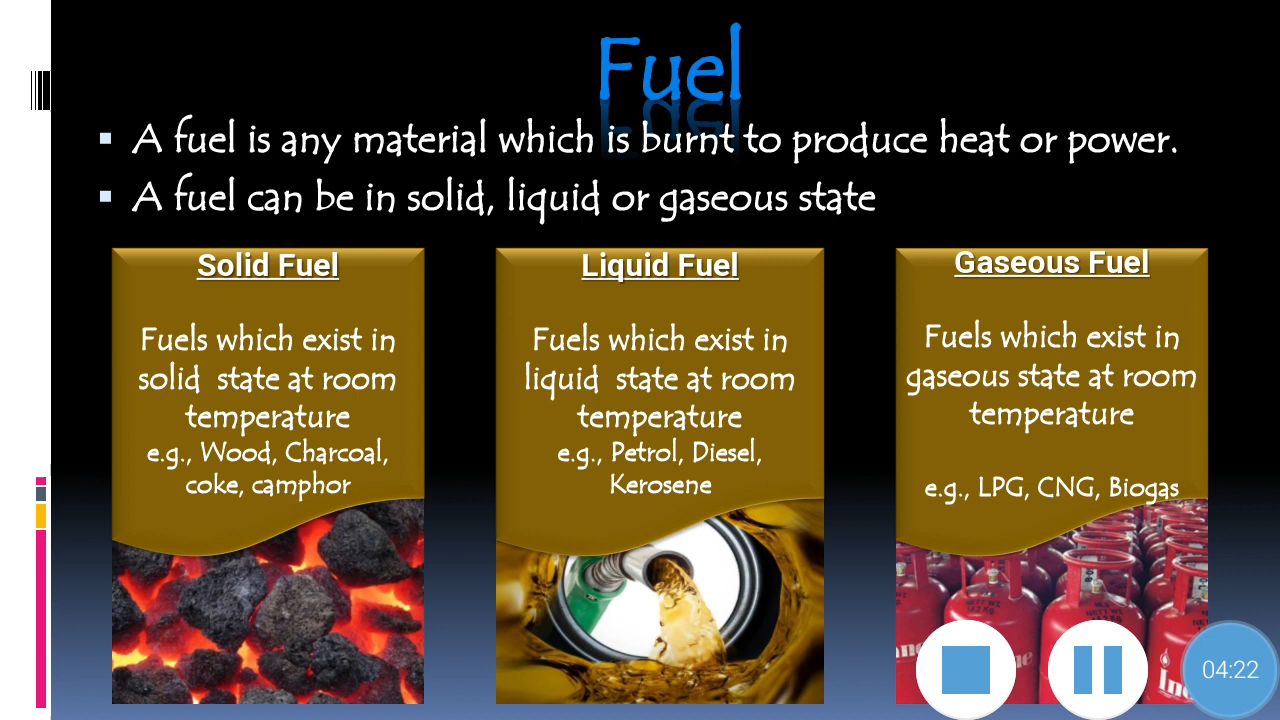 Fuel
▪ A fuel is any material which is burnt to produce heat or power.
▪ A fuel can be in solid, liquid or gaseous state
Solid Fuel
Fuels which exist in
solid state at room
temperature
e.g., Wood, Charcoal,
coke, camphor
Liquid Fuel
Fuels which exist in
liquid state at room
temperature
e.g., Petrol, Diesel,
Kerosene
Gaseous Fuel
Fuels which exist in
gaseous state at room
temperature
e.g., LPG, CNG, Biogas
04:22